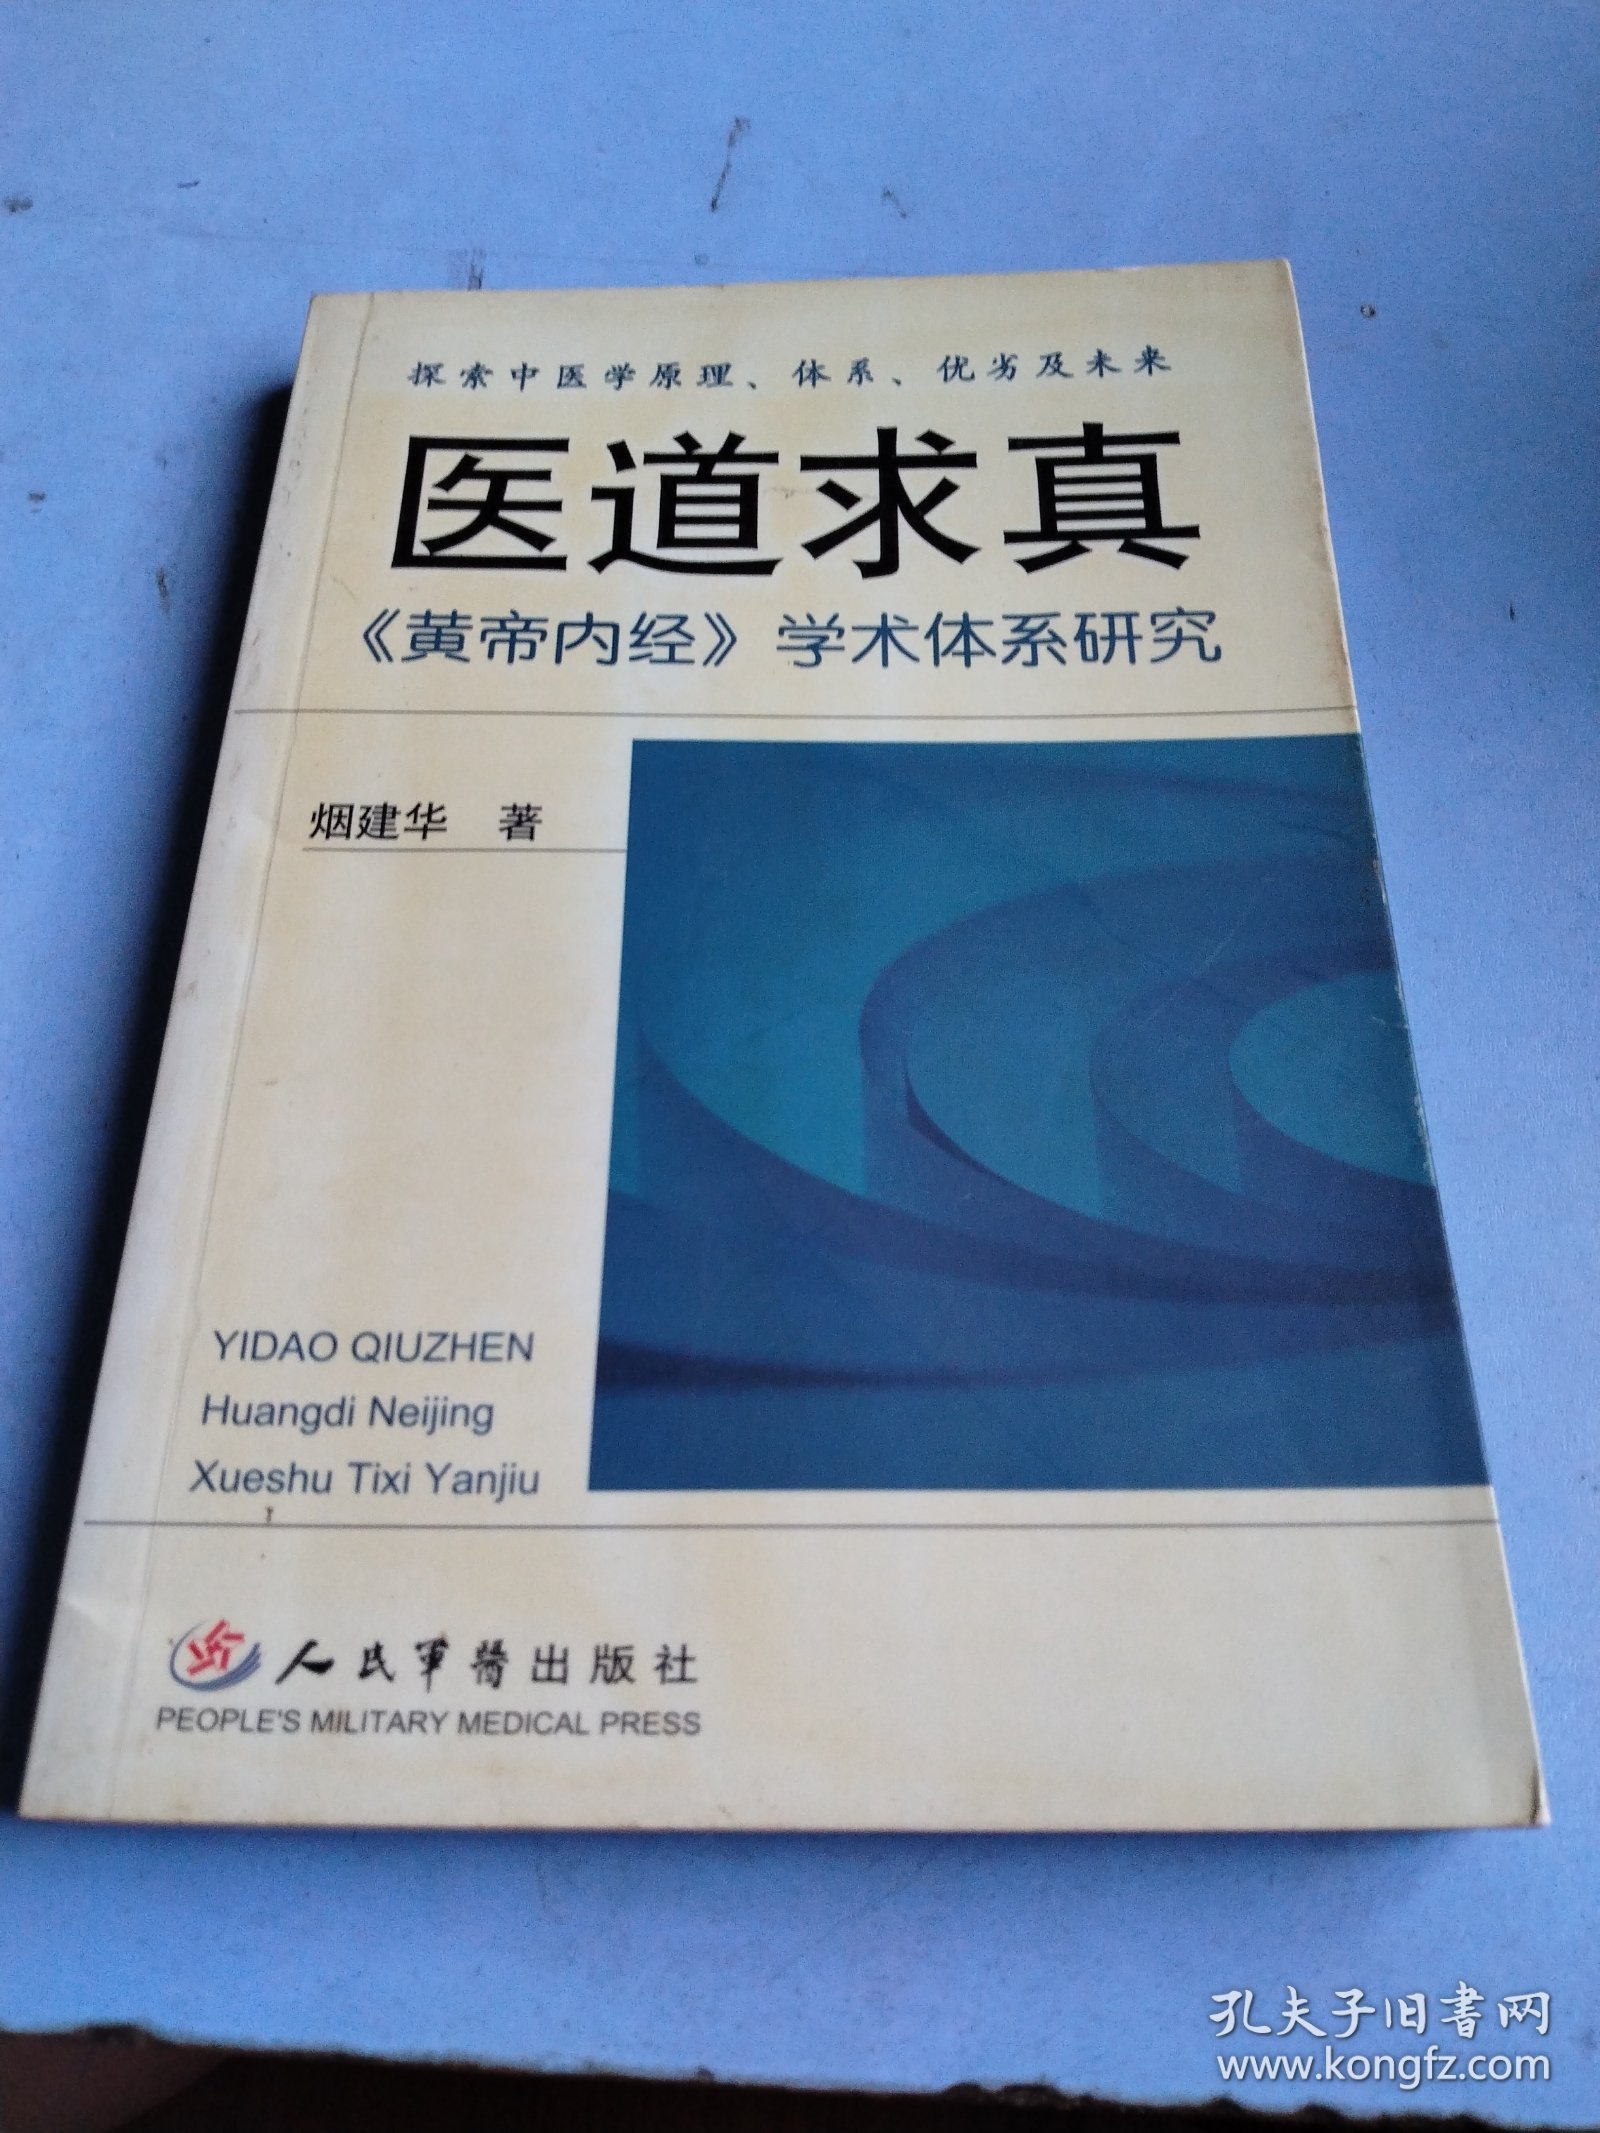 探索中医学原理、体系、优劣及未来
医道求真
《黄帝内经》学术体系研究
烟建华 著
YIDAO QIUZHEN
Huangdi Neijing
Xueshu Tixi Yanjiu
人民军醫出版社
PEOPLE'S MILITARY MEDICAL PRESS
孔夫子旧书网
www.kongfz.com